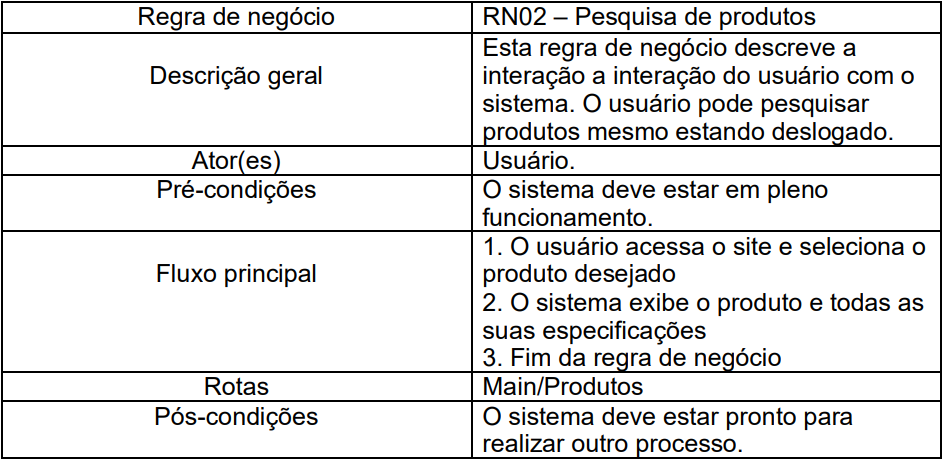 Regra de negócio
RN02 – Pesquisa de produtos
Descrição geral
Esta regra de negócio descreve a
interação a interação do usuário com o
sistema. O usuário pode pesquisar
produtos mesmo estando deslogado.
Ator(es)
Usuário.
Pré-condições
O sistema deve estar em pleno
funcionamento.
Fluxo principal
1. O usuário acessa o site e seleciona o
produto desejado
2. O sistema exibe o produto e todas as
suas especificações
3. Fim da regra de negócio
Rotas
Main/Produtos
Pós-condições
O sistema deve estar pronto para
realizar outro processo.